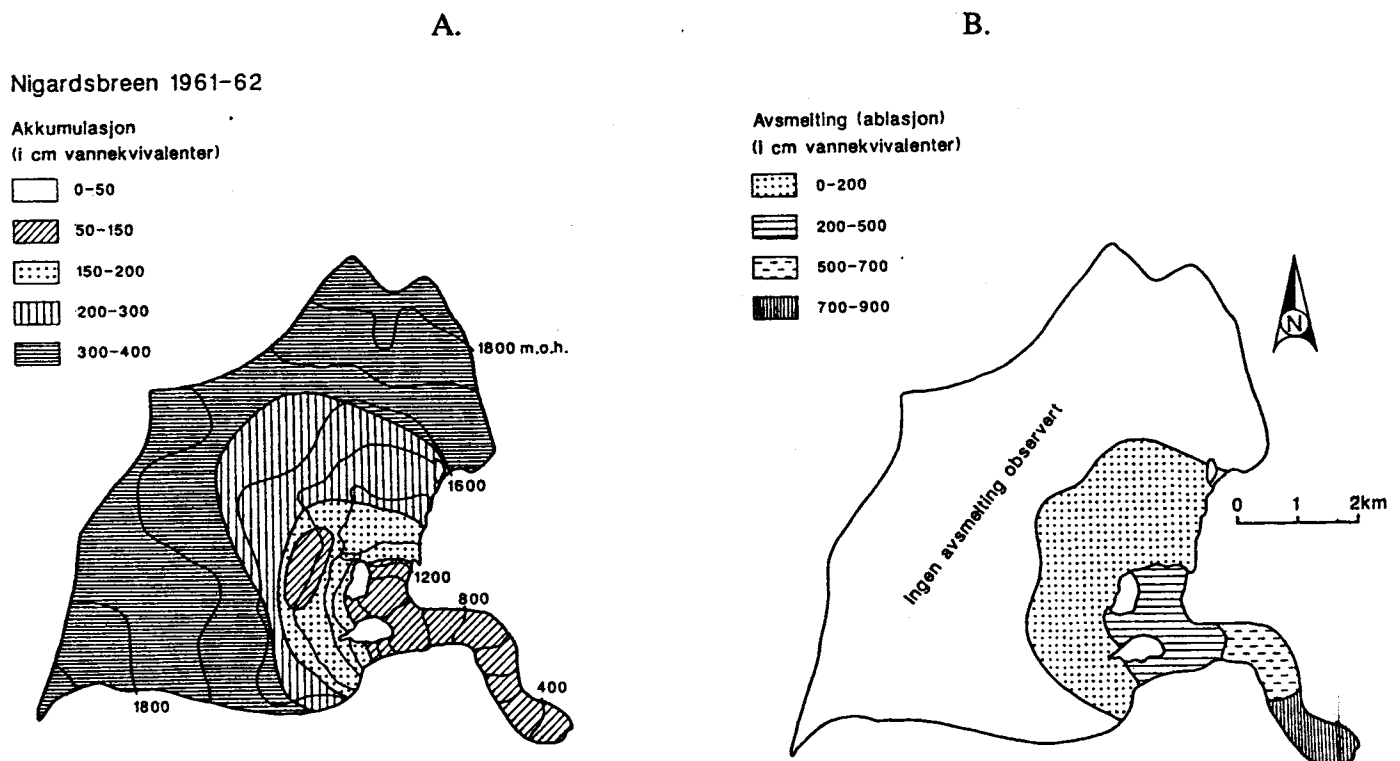 A.
Nigardsbreen 1961-62
Akkumulasjon
(i cm vannekvivalenter)
0-50
50-150
150-200
200-300
300-400
1800 m.o.h.
1600
1200
800
400
1800
B.
Avsmelting (ablasjon)
(i cm vannekvivalenter)
0-200
200-500
500-700
700-900
N
0 1 2km
Ingen avsmelting observert